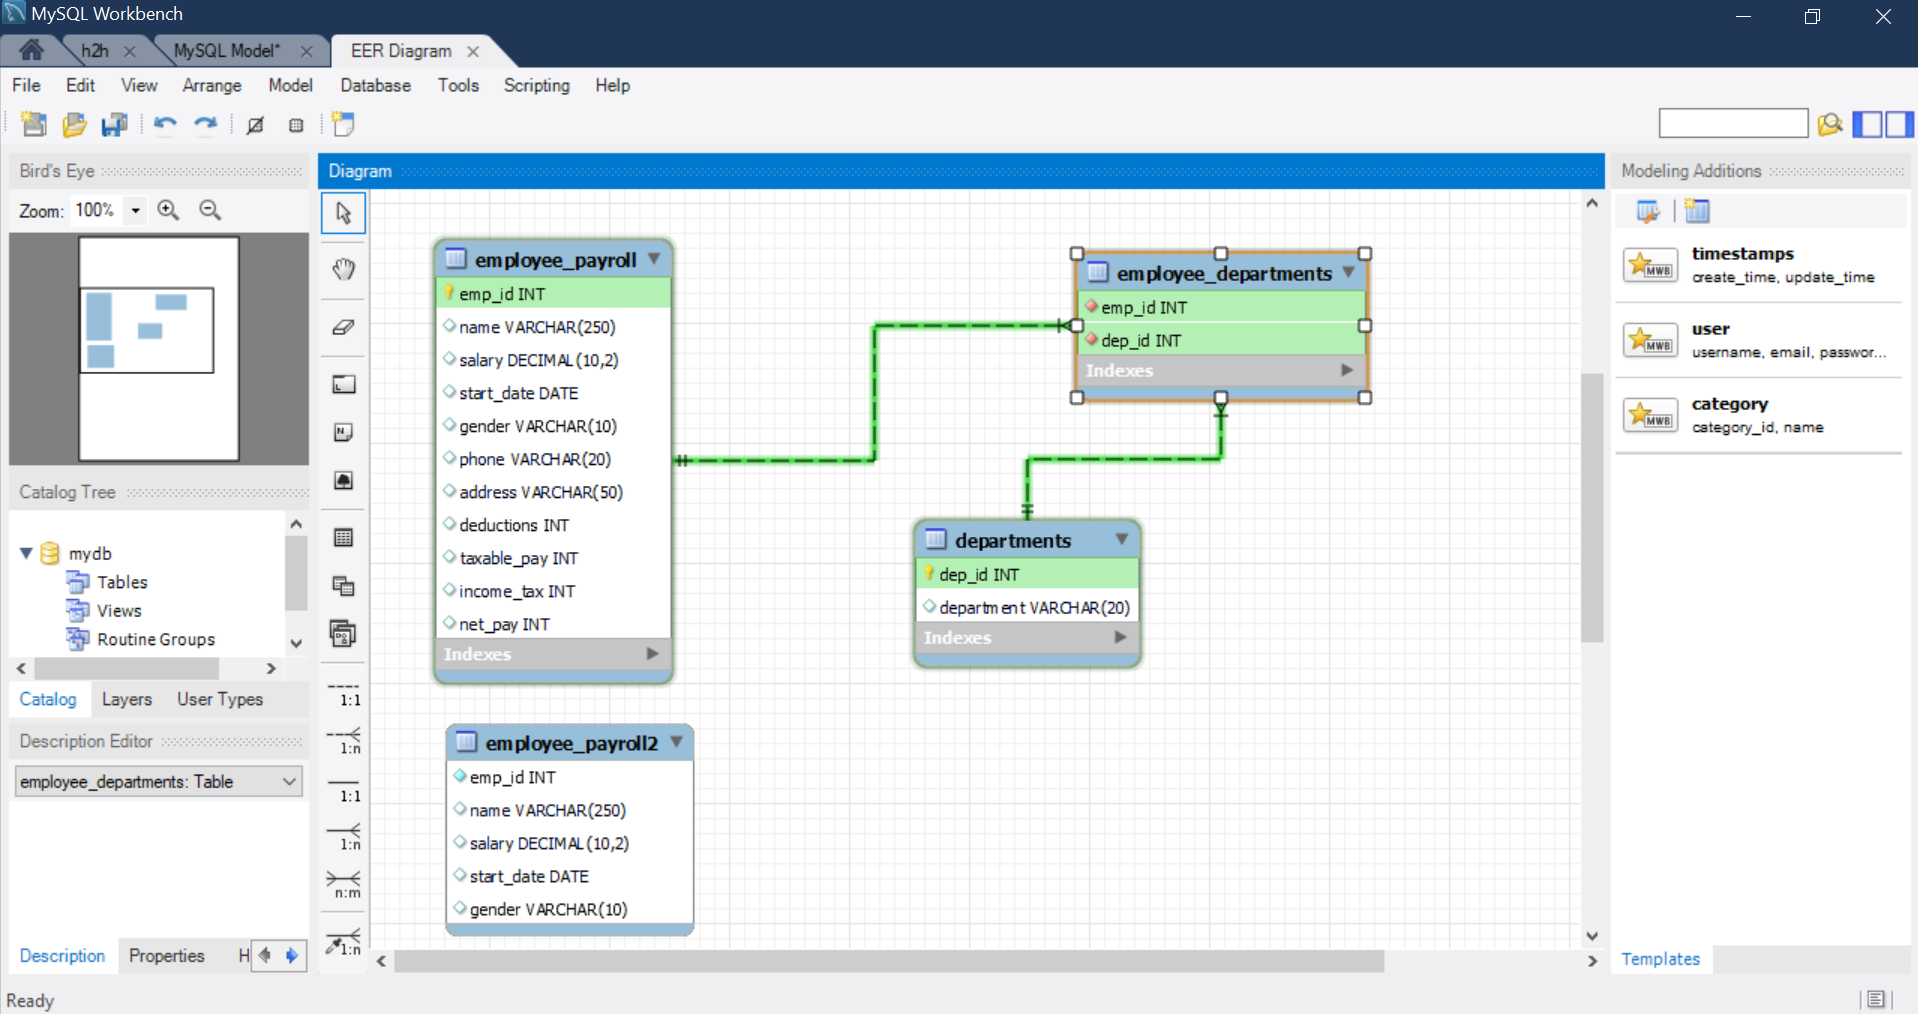 MySQL Workbench
h2h
MySQL Model*
EER Diagram
File Edit View Arrange Model Database Tools Scripting Help
Bird's Eye
Zoom: 100%
Catalog Tree
mydb
Tables
Views
Routine Groups
Catalog Layers User Types
Description Editor
employee_departments: Table
Description Properties H
Ready
Diagram
1:1
1:n
1:1
1:n
n:m
1:n
employee_payroll
emp_id INT
name VARCHAR(250)
salary DECIMAL(10,2)
start_date DATE
gender VARCHAR(10)
phone VARCHAR(20)
address VARCHAR(50)
deductions INT
taxable_pay INT
income_tax INT
net_pay INT
Indexes
employee_payroll2
emp_id INT
name VARCHAR(250)
salary DECIMAL(10,2)
start_date DATE
gender VARCHAR(10)
employee_departments
emp_id INT
dep_id INT
Indexes
departments
dep_id INT
department VARCHAR(20)
Indexes
Modeling Additions
MWB
timestamps
create_time, update_time
MWB
user
username, email, passwor...
MWB
category
category_id, name
Templates